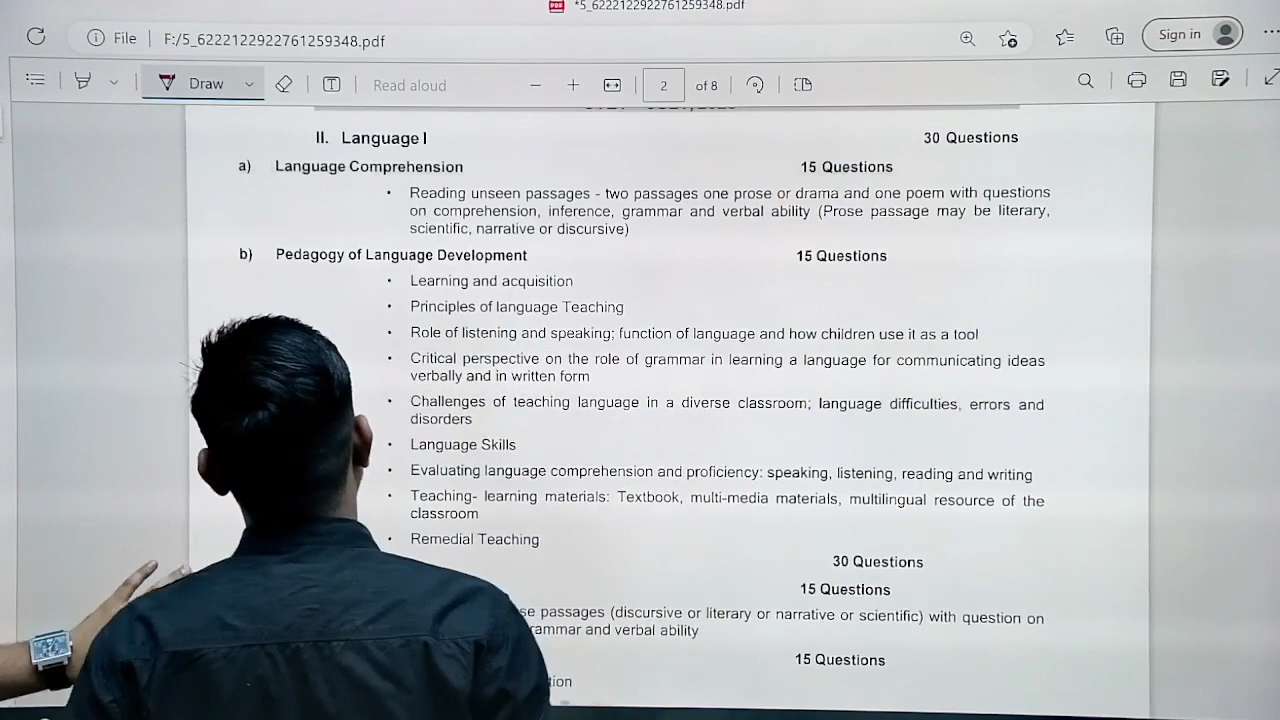 *5_6222122922761259348.pdf
File F:/5_6222122922761259348.pdf Sign in
Draw Read aloud 2 of 8
II. Language I 30 Questions
a) Language Comprehension 15 Questions
• Reading unseen passages - two passages one prose or drama and one poem with questions
on comprehension, inference, grammar and verbal ability (Prose passage may be literary,
scientific, narrative or discursive)
b) Pedagogy of Language Development 15 Questions
• Learning and acquisition
• Principles of language Teaching
• Role of listening and speaking; function of language and how children use it as a tool
• Critical perspective on the role of grammar in learning a language for communicating ideas
verbally and in written form
• Challenges of teaching language in a diverse classroom; language difficulties, errors and
disorders
• Language Skills
• Evaluating language comprehension and proficiency: speaking, listening, reading and writing
• Teaching- learning materials: Textbook, multi-media materials, multilingual resource of the
classroom
• Remedial Teaching
30 Questions
15 Questions
passages (discursive or literary or narrative or scientific) with question on
and verbal ability
15 Questions